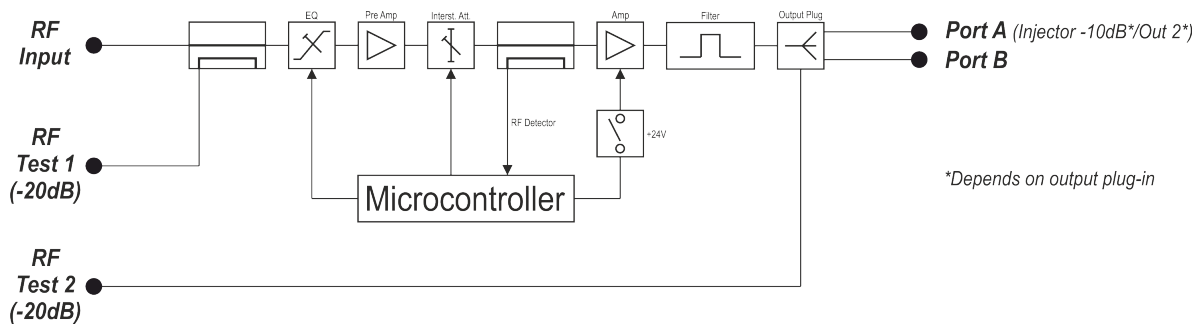 EQ
Pre Amp
Interst. Att.
Amp
Filter
Output Plug
RF
Input
Port A (Injector -10dB*/Out 2*)
Port B
RF Detector
+24V
RF
Test 1
(-20dB)
Microcontroller
*Depends on output plug-in
RF
Test 2
(-20dB)